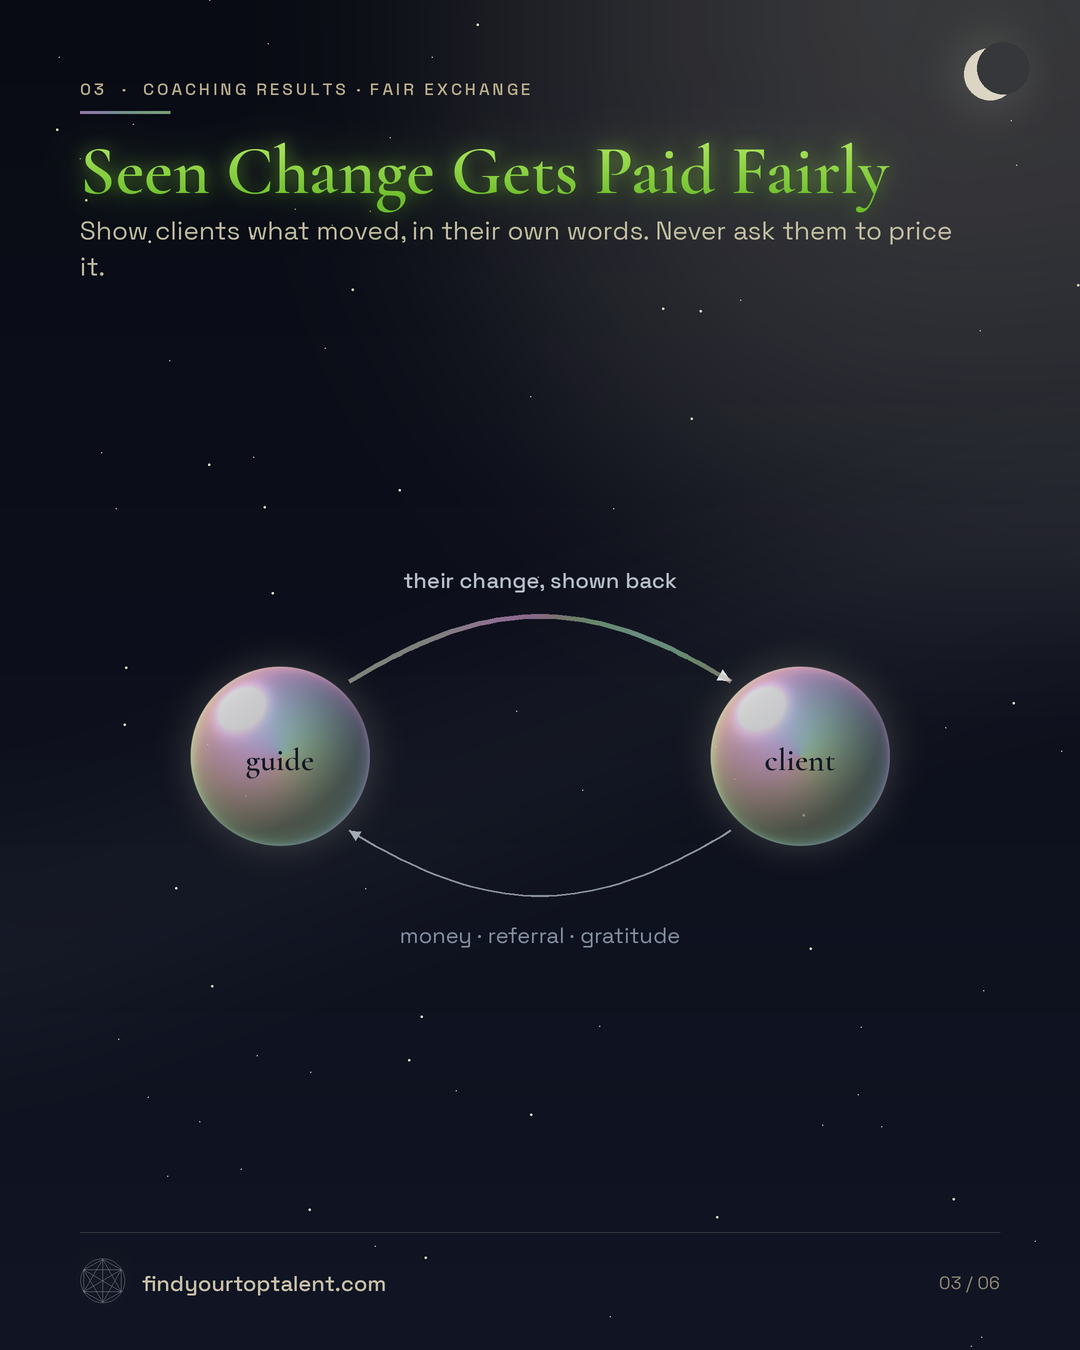 03 · COACHING RESULTS · FAIR EXCHANGE
Seen Change Gets Paid Fairly
Show clients what moved, in their own words. Never ask them to price
it.
their change, shown back
guide
client
money · referral · gratitude
findyourtoptalent.com
03 / 06